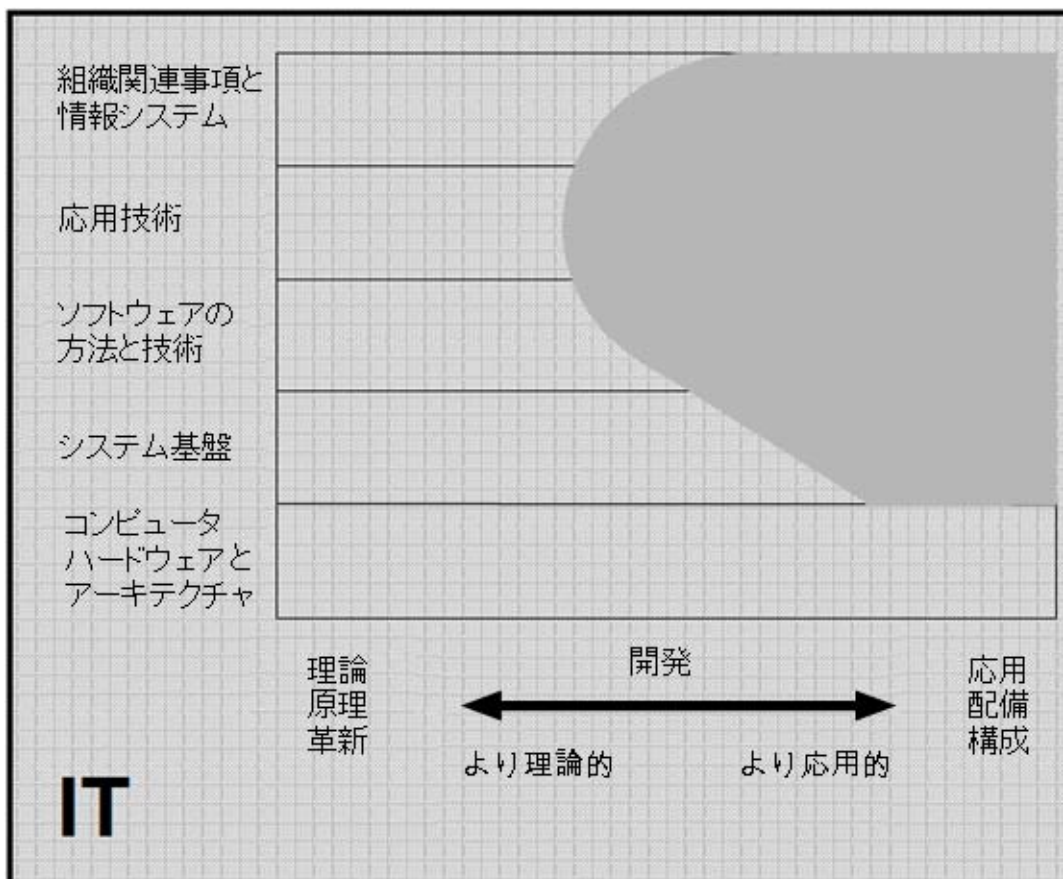 組織関連事項と
情報システム
応用技術
ソフトウェアの
方法と技術
システム基盤
コンピュータ
ハードウェアと
アーキテクチャ
理論
原理
革新
開発
より理論的
より応用的
応用
配備
構成
IT